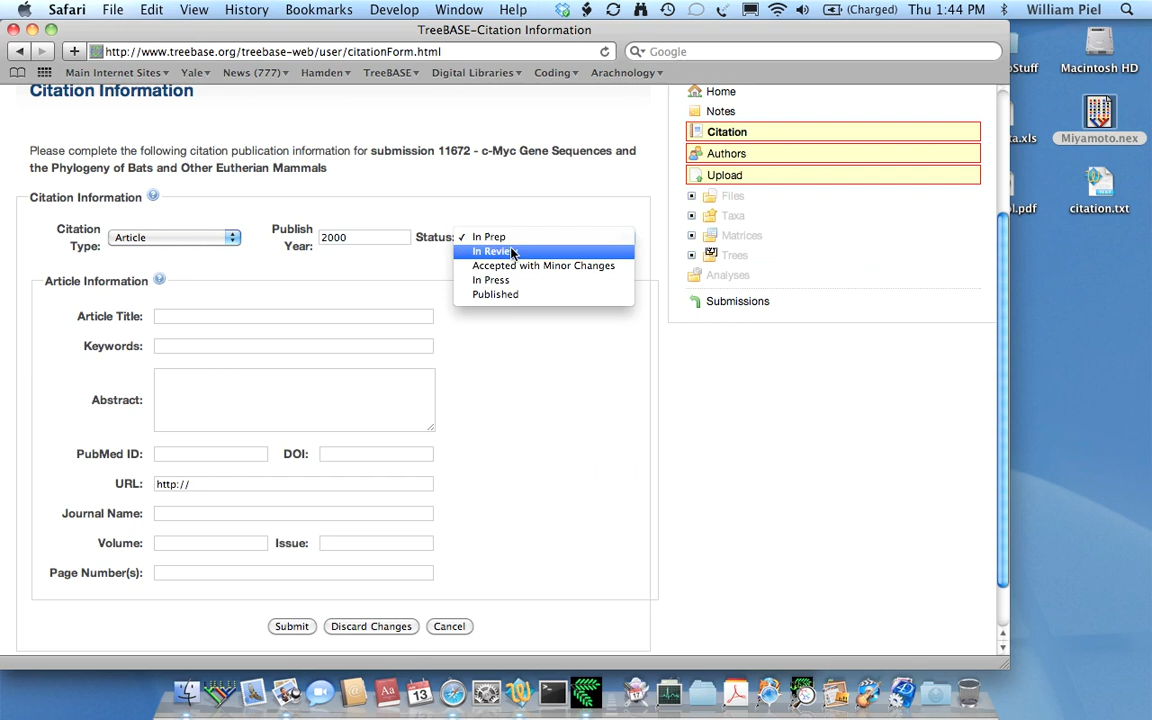 Safari File Edit View History Bookmarks Develop Window Help (Charged) Thu 1:44 PM William Piel
TreeBASE-Citation Information
http://www.treebase.org/treebase-web/user/citationForm.html
Google
Main Internet Sites Yale News (777) Hamden TreeBASE Digital Libraries Coding Arachnology
Citation Information
Please complete the following citation publication information for submission 11672 - c-Myc Gene Sequences and
the Phylogeny of Bats and Other Eutherian Mammals
Citation Information
Citation
Type:
Article
Publish
Year:
2000
Status:
✓ In Prep
Accepted with Minor Changes
In Press
Published
Article Information
Article Title:
Keywords:
Abstract:
PubMed ID:
DOI:
URL:
http://
Journal Name:
Volume:
Issue:
Page Number(s):
Submit
Discard Changes
Cancel
Home
Notes
Citation
Authors
Upload
Files
Taxa
Matrices
Trees
Analyses
Submissions
Macintosh HD
Miyamoto.nex
citation.txt
13
17